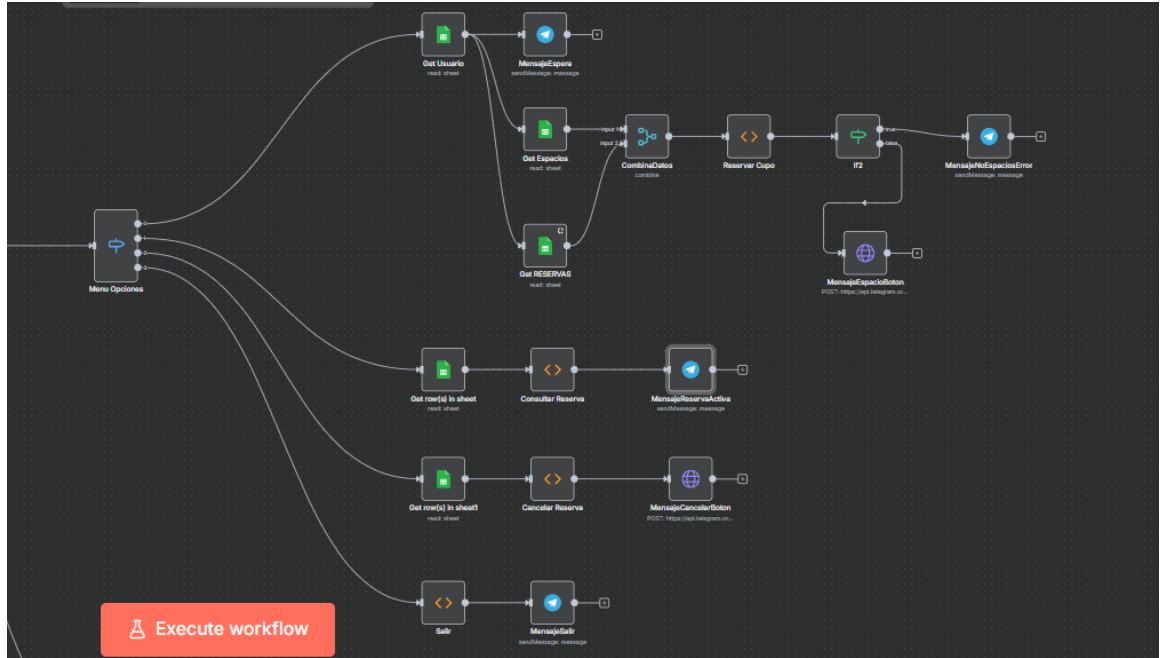 Get Usuario
read: sheet
MensajeEspera
sendMessage: message
Get Espacios
read: sheet
Input 1
Input 2
CombinaDatos
combine
Reservar Cupo
true
false
If2
MensajeNoEspaciosError
sendMessage: message
Get RESERVAS
read: sheet
MensajeEspacioBoton
POST: https://api.telegram.or...
0
1
2
3
Menu Opciones
Get row(s) in sheet
read: sheet
Consultar Reserva
MensajeReservaActiva
sendMessage: message
Get row(s) in sheet1
read: sheet
Cancelar Reserva
MensajeCancelarBoton
POST: https://api.telegram.or...
Salir
MensajeSalir
sendMessage: message
Execute workflow